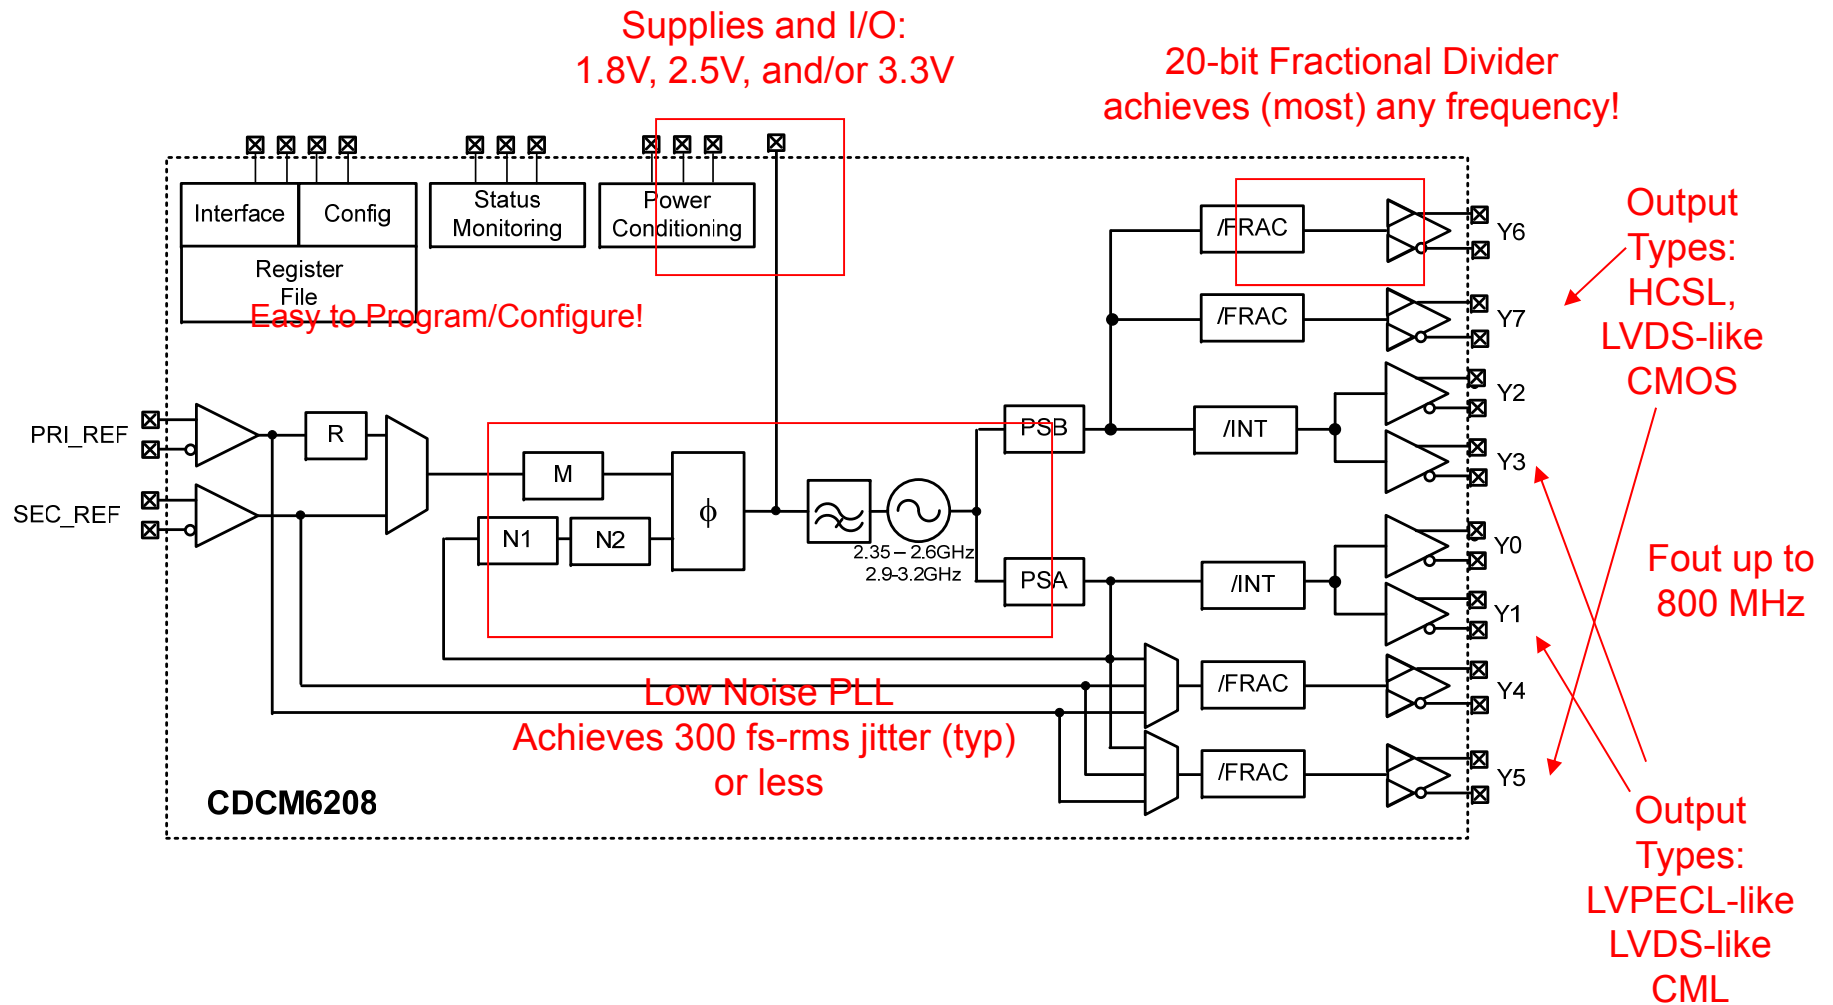 Supplies and I/O:
1.8V, 2.5V, and/or 3.3V
20-bit Fractional Divider
achieves (most) any frequency!
Interface
Config
Register
File
Easy to Program/Configure!
Status
Monitoring
Power
Conditioning
/FRAC
Y6
/FRAC
Y7
Output
Types:
HCSL,
LVDS-like
CMOS
PRI_REF
SEC_REF
R
M
N1
N2
ϕ
2.35 – 2.6GHz
2.9-3.2GHz
PSB
PSA
/INT
Y2
Y3
/INT
Y0
Y1
Fout up to
800 MHz
/FRAC
Y4
/FRAC
Y5
Low Noise PLL
Achieves 300 fs-rms jitter (typ)
or less
CDCM6208
Output
Types:
LVPECL-like
LVDS-like
CML